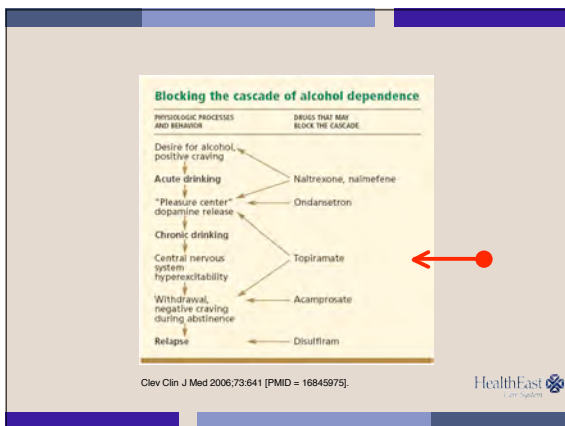 Blocking the cascade of alcohol dependence
PHYSIOLOGIC PROCESSES
AND BEHAVIOR
DRUGS THAT MAY
BLOCK THE CASCADE
Desire for alcohol,
positive craving
Acute drinking
Naltrexone, nalmefene
"Pleasure center"
dopamine release
Ondansetron
Chronic drinking
Central nervous
system
hyperexcitability
Topiramate
Withdrawal,
negative craving
during abstinence
Acamprosate
Relapse
Disulfiram
Clev Clin J Med 2006;73:641 [PMID = 16845975].
HealthEast
Care System